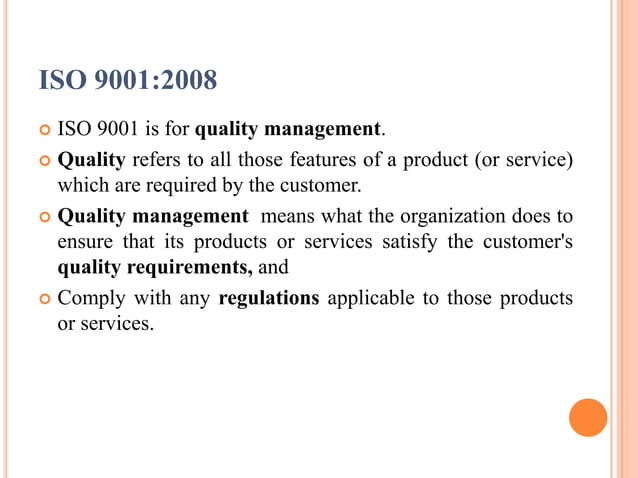 ISO 9001:2008
ISO 9001 is for quality management.
Quality refers to all those features of a product (or service)
which are required by the customer.
Quality management means what the organization does to
ensure that its products or services satisfy the customer's
quality requirements, and
Comply with any regulations applicable to those products
or services.